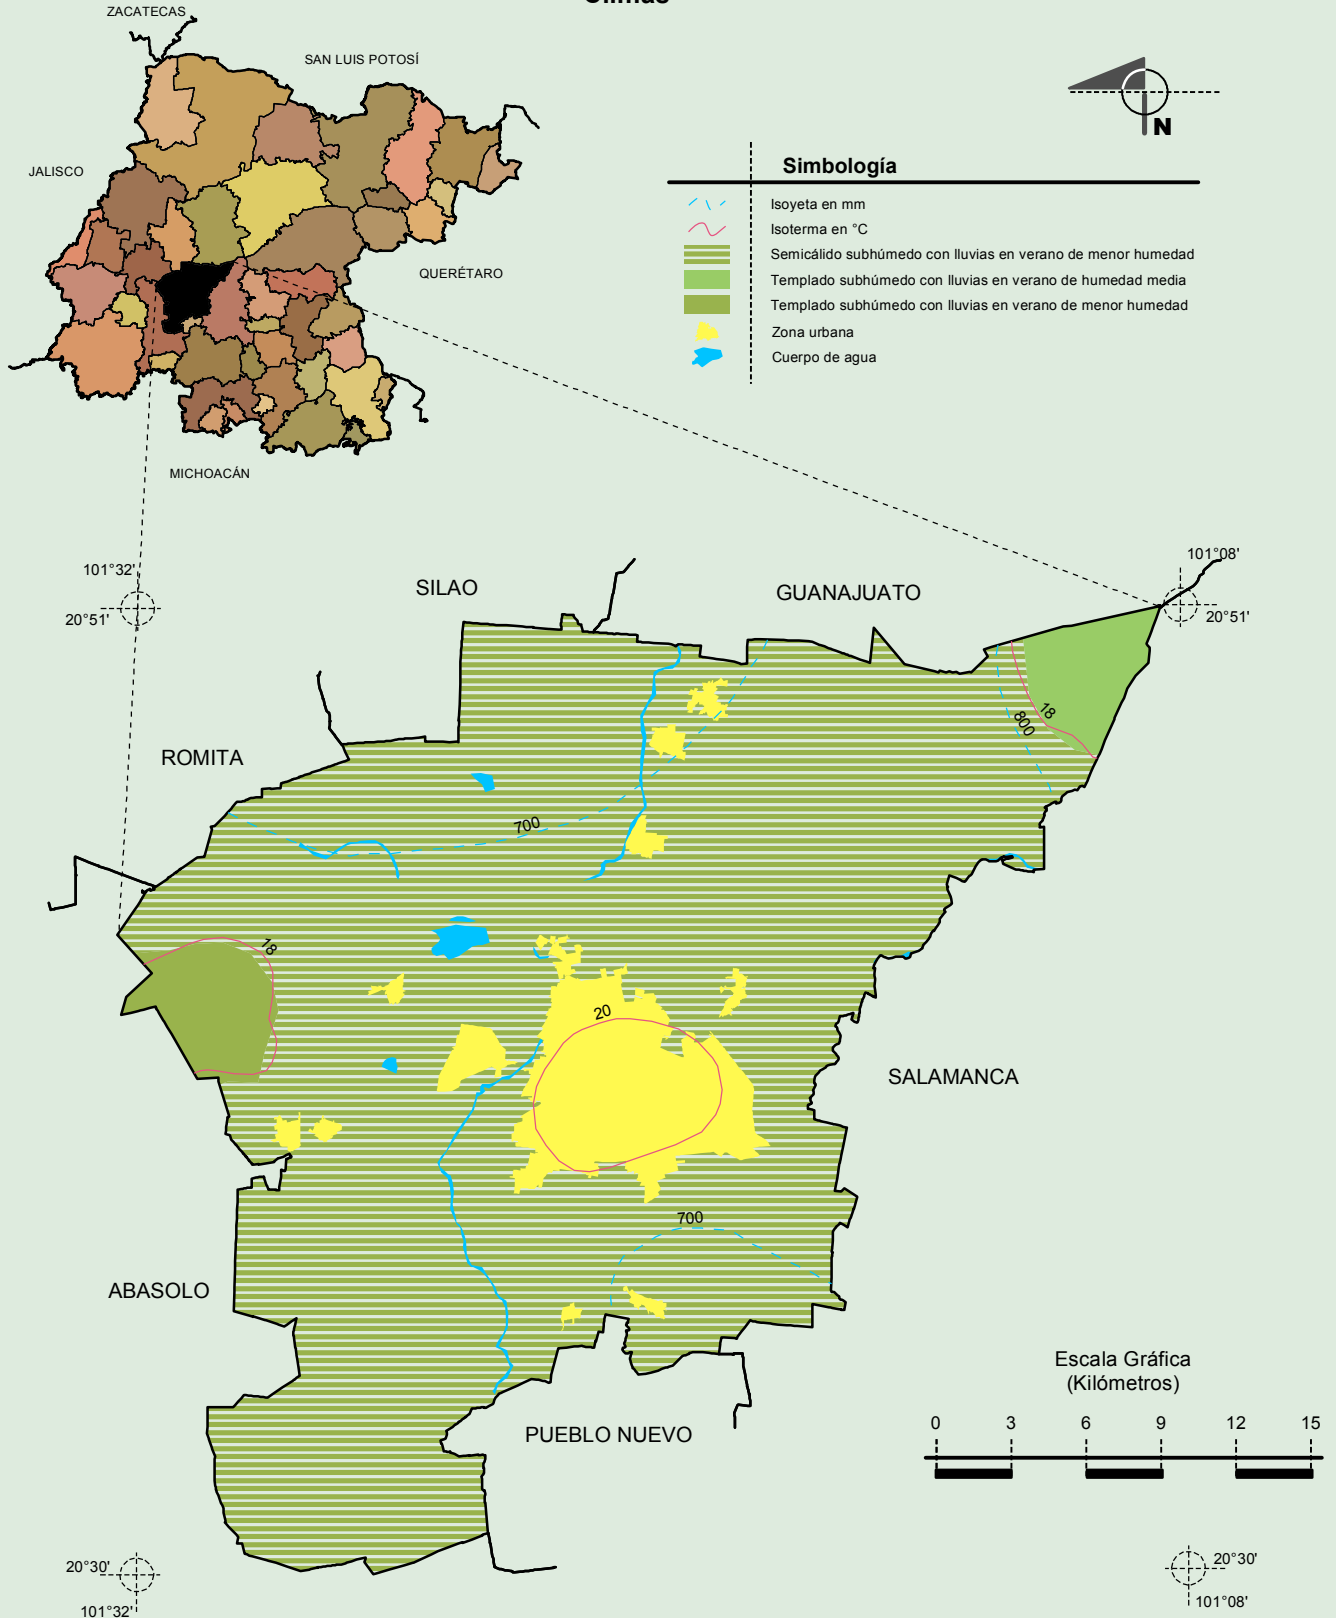 Climas
ZACATECAS
SAN LUIS POTOSÍ
JALISCO
QUERÉTARO
MICHOACÁN
N
Simbología
Isoyeta en mm
Isoterma en °C
Semicálido subhúmedo con lluvias en verano de menor humedad
Templado subhúmedo con lluvias en verano de humedad media
Templado subhúmedo con lluvias en verano de menor humedad
Zona urbana
Cuerpo de agua
101°32'
20°51'
101°08'
20°51'
SILAO
GUANAJUATO
ROMITA
18
800
700
18
20
SALAMANCA
700
ABASOLO
PUEBLO NUEVO
Escala Gráfica
(Kilómetros)
0 3 6 9 12 15
20°30'
101°32'
20°30'
101°08'